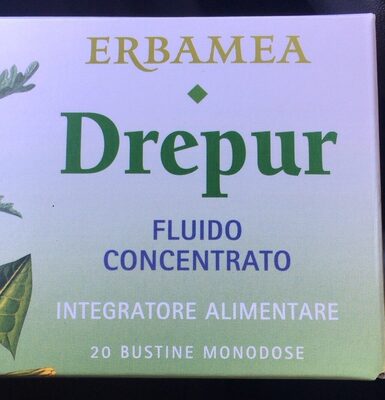 ERBAMEA
Drepur
FLUIDO
CONCENTRATO
INTEGRATORE ALIMENTARE
20 BUSTINE MONODOSE